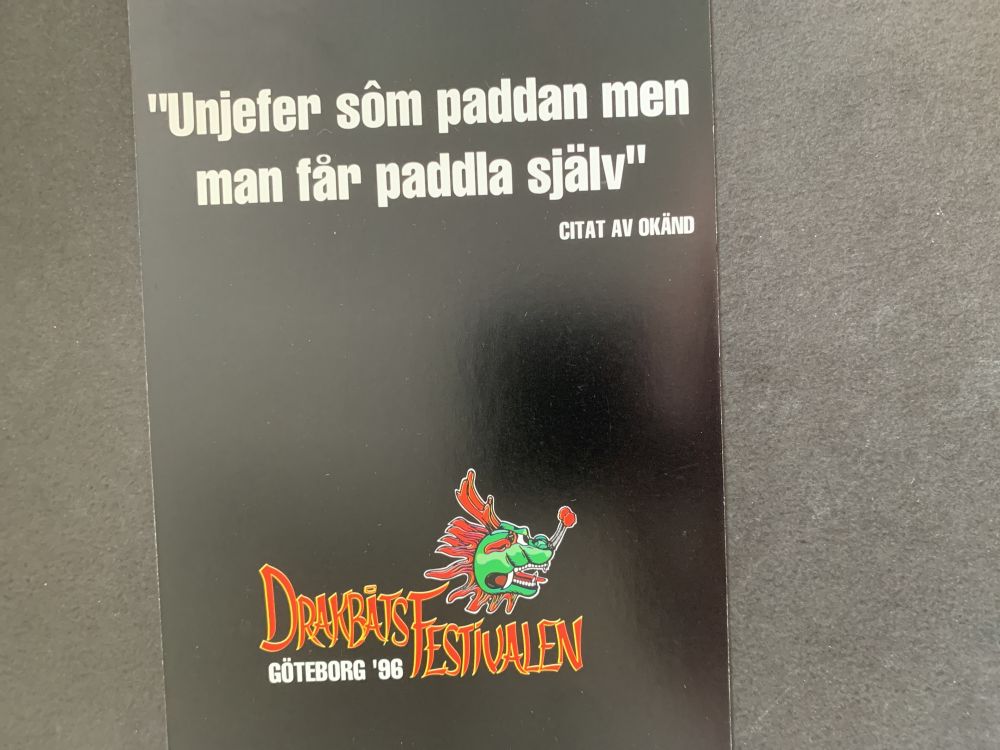 "Unjefer sôm paddan men
man får paddla själv"
CITAT AV OKÄND
DRAKBÅTSFESTIVALEN
GÖTEBORG '96